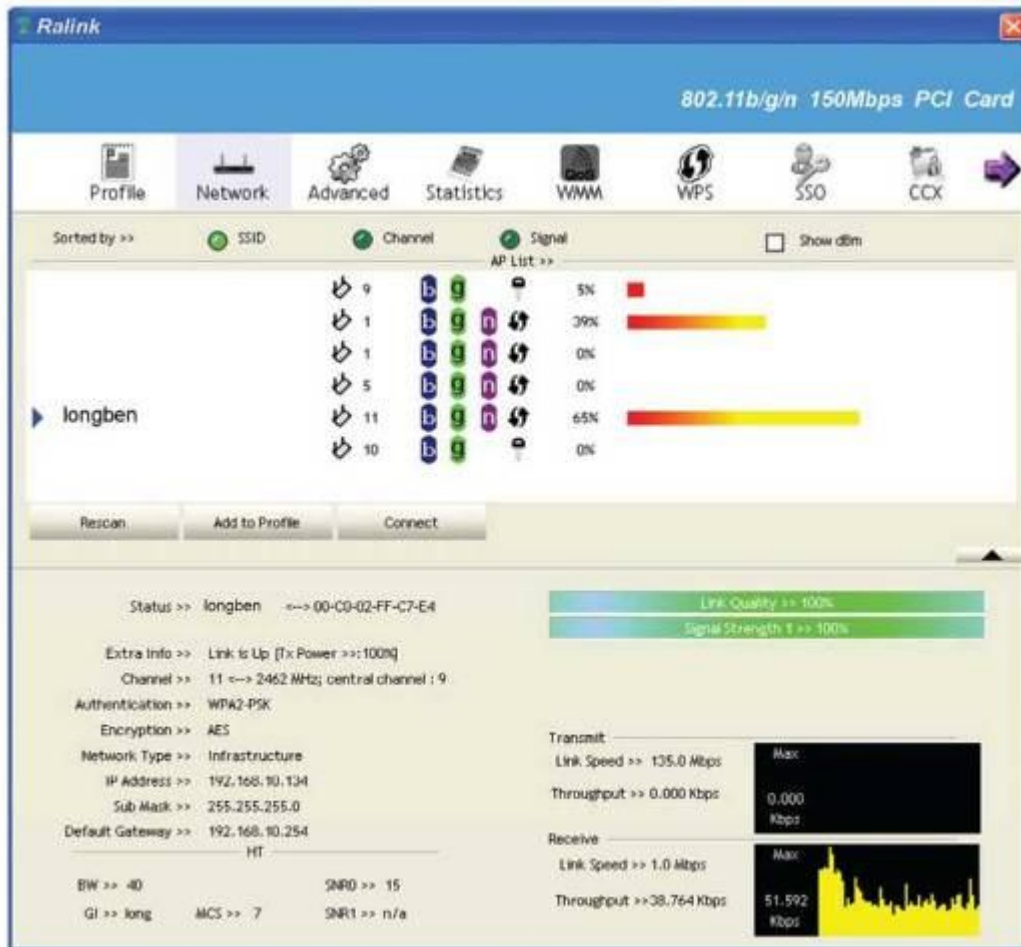 Ralink
802.11b/g/n 150Mbps PCI Card
Profile Network Advanced Statistics WMM WPS SSO CCX
QoS
Sorted by >> SSID Channel Signal Show dBm
AP List >>
9 b g 5%
1 b g n 39%
1 b g n 0%
5 b g n 0%
longben 11 b g n 65%
10 b g 0%
Rescan Add to Profile Connect
Status >> longben <--> 00-C0-02-FF-C7-E4
Extra Info >> Link is Up [Tx Power >>:100%]
Channel >> 11 <--> 2462 MHz; central channel : 9
Authentication >> WPA2-PSK
Encryption >> AES
Network Type >> Infrastructure
IP Address >> 192.168.10.134
Sub Mask >> 255.255.255.0
Default Gateway >> 192.168.10.254
HT
BW >> 40 SNR0 >> 15
GI >> long MCS >> 7 SNR1 >> n/a
Link Quality >> 100%
Signal Strength 1 >> 100%
Transmit
Link Speed >> 135.0 Mbps
Throughput >> 0.000 Kbps
Max
0.000
Kbps
Receive
Link Speed >> 1.0 Mbps
Throughput >>38.764 Kbps
Max
51.592
Kbps